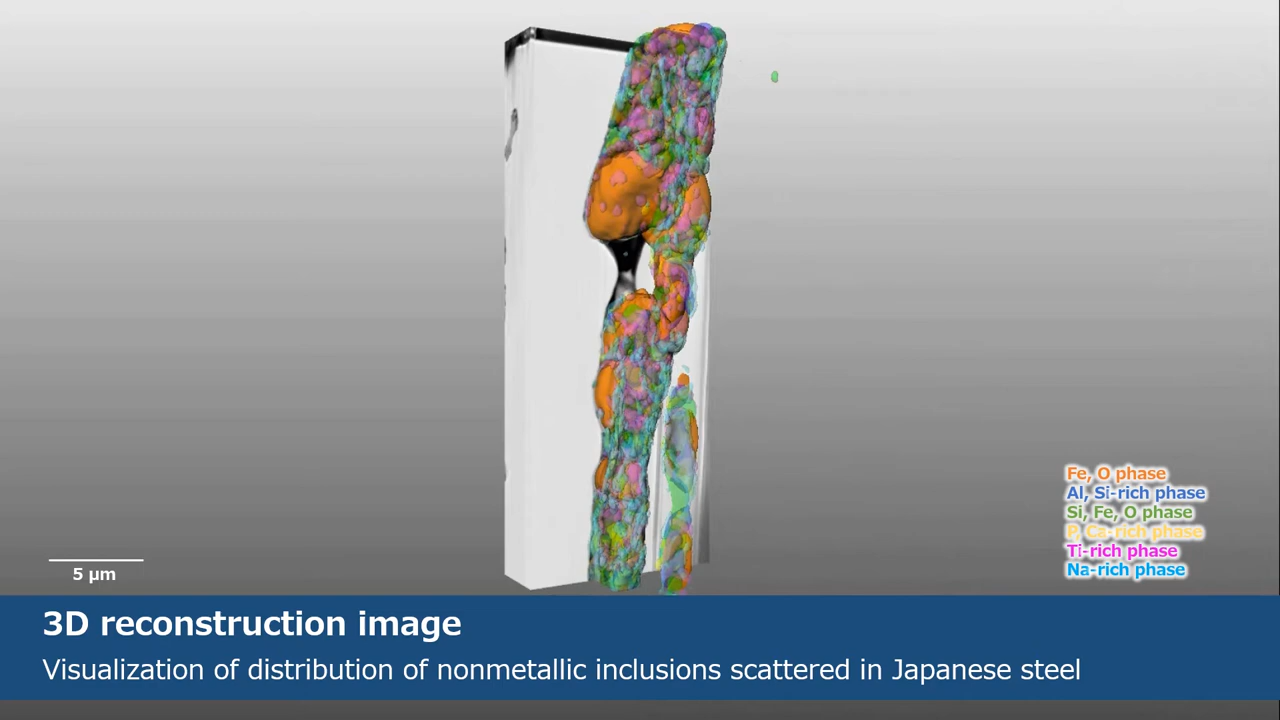 Fe, O phase
Al, Si-rich phase
Si, Fe, O phase
P, Ca-rich phase
Ti-rich phase
Na-rich phase
5 µm
3D reconstruction image
Visualization of distribution of nonmetallic inclusions scattered in Japanese steel